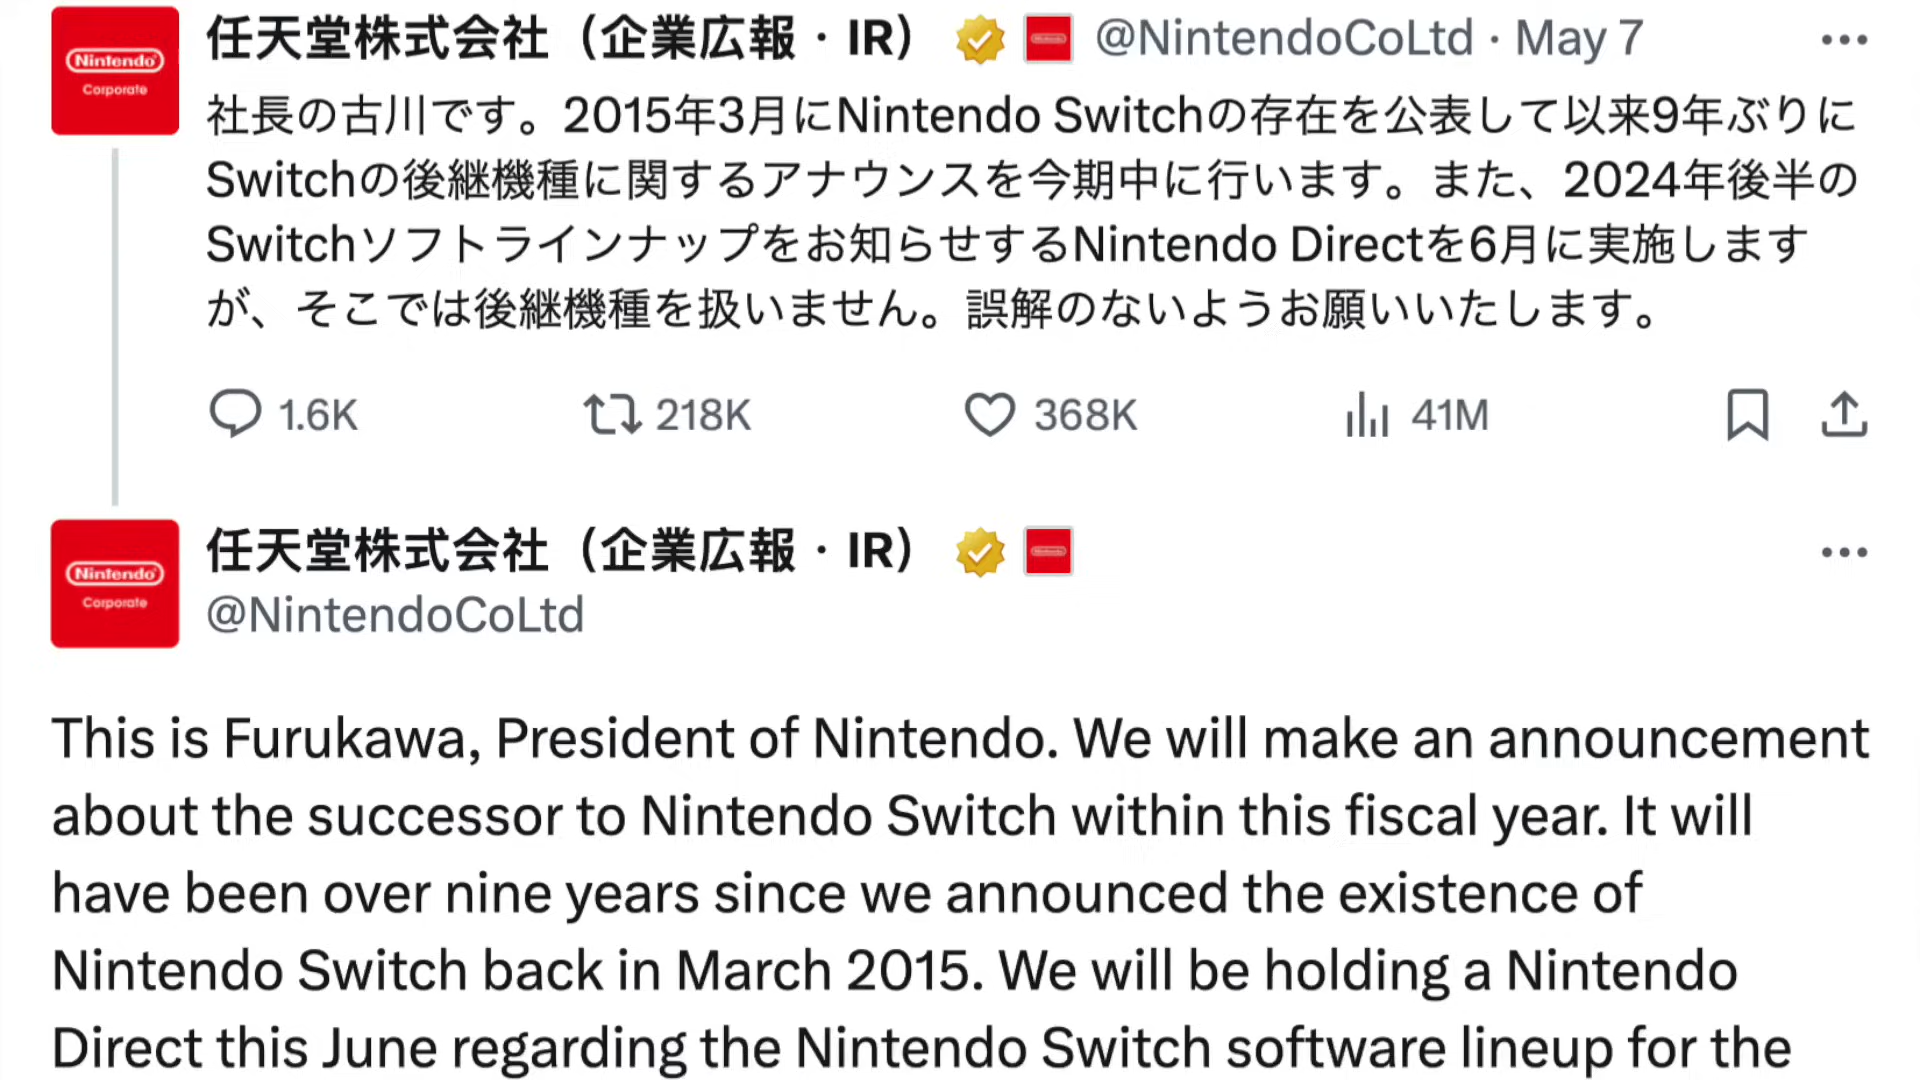 任天堂株式会社（企業広報・IR） @NintendoCoLtd · May 7
Nintendo
Corporate
社長の古川です。2015年3月にNintendo Switchの存在を公表して以来9年ぶりに
Switchの後継機種に関するアナウンスを今期中に行います。また、2024年後半の
Switchソフトラインナップをお知らせするNintendo Directを6月に実施します
が、そこでは後継機種を扱いません。誤解のないようお願いいたします。
1.6K 218K 368K 41M
任天堂株式会社（企業広報・IR）
Nintendo
Corporate
@NintendoCoLtd
This is Furukawa, President of Nintendo. We will make an announcement
about the successor to Nintendo Switch within this fiscal year. It will
have been over nine years since we announced the existence of
Nintendo Switch back in March 2015. We will be holding a Nintendo
Direct this June regarding the Nintendo Switch software lineup for the